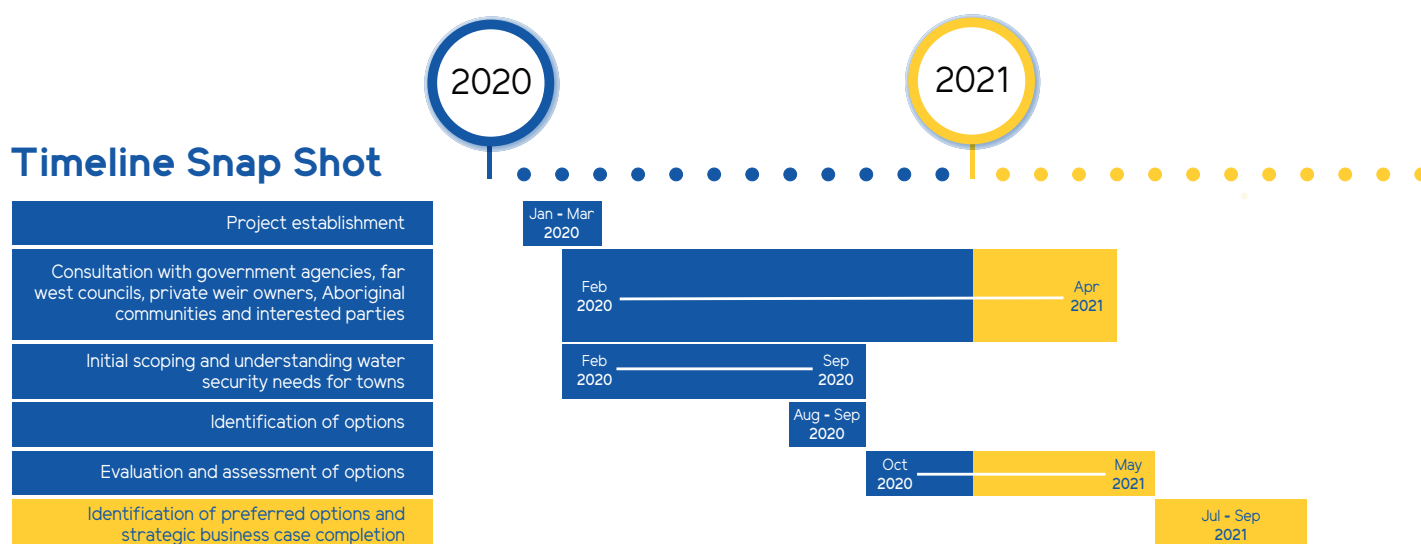 2020
2021
Timeline Snap Shot
Project establishment
Jan - Mar
2020
Consultation with government agencies, far
west councils, private weir owners, Aboriginal
communities and interested parties
Feb
2020
Apr
2021
Initial scoping and understanding water
security needs for towns
Feb
2020
Sep
2020
Identification of options
Aug - Sep
2020
Evaluation and assessment of options
Oct
2020
May
2021
Identification of preferred options and
strategic business case completion
Jul - Sep
2021